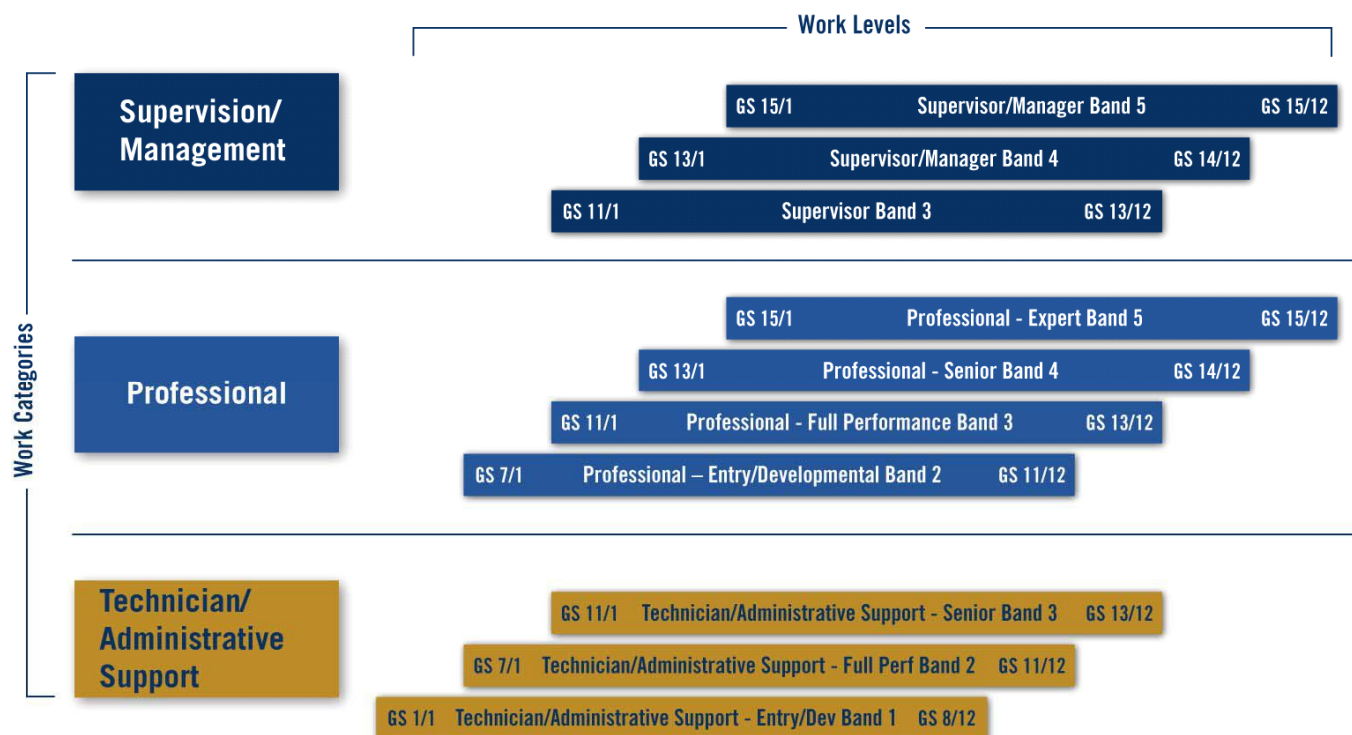 Work Levels
Work Categories
Supervision/
Management
GS 15/1 Supervisor/Manager Band 5 GS 15/12
GS 13/1 Supervisor/Manager Band 4 GS 14/12
GS 11/1 Supervisor Band 3 GS 13/12
Professional
GS 15/1 Professional - Expert Band 5 GS 15/12
GS 13/1 Professional - Senior Band 4 GS 14/12
GS 11/1 Professional - Full Performance Band 3 GS 13/12
GS 7/1 Professional – Entry/Developmental Band 2 GS 11/12
Technician/
Administrative
Support
GS 11/1 Technician/Administrative Support - Senior Band 3 GS 13/12
GS 7/1 Technician/Administrative Support - Full Perf Band 2 GS 11/12
GS 1/1 Technician/Administrative Support - Entry/Dev Band 1 GS 8/12